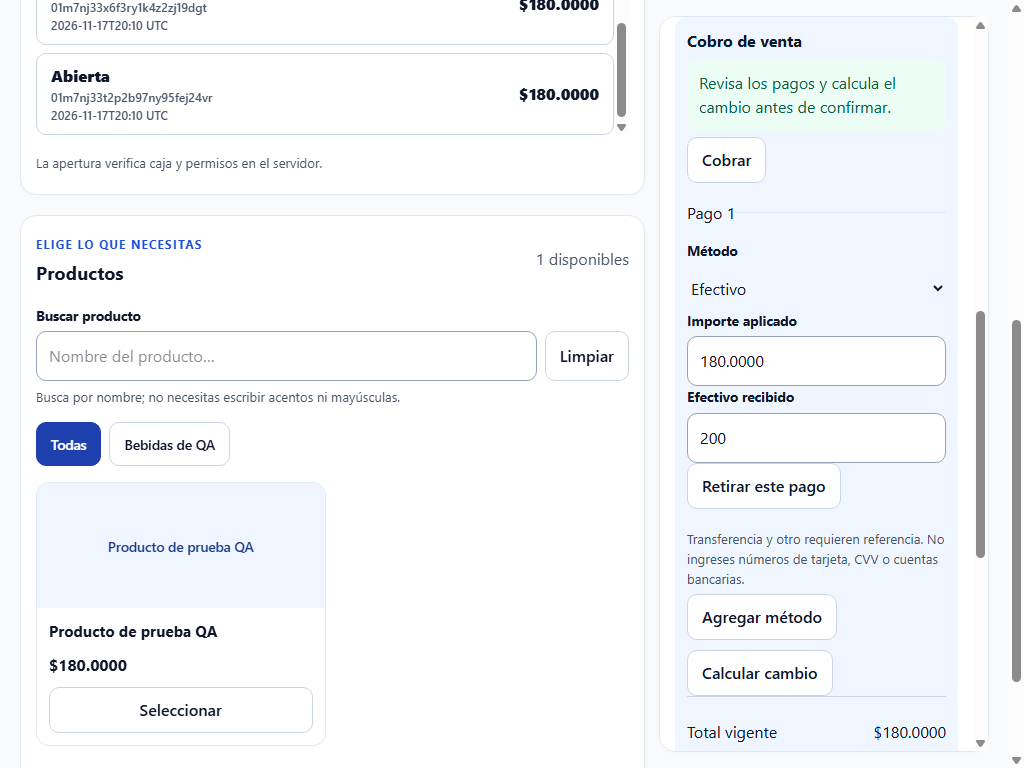 01m7nj33x6f3ry1k4z2zj19dgt
$180.0000
2026-11-17T20:10 UTC
Abierta
01m7nj33t2p2b97ny95fej24vr
$180.0000
2026-11-17T20:10 UTC
La apertura verifica caja y permisos en el servidor.
ELIGE LO QUE NECESITAS
Productos
1 disponibles
Buscar producto
Nombre del producto...
Limpiar
Busca por nombre; no necesitas escribir acentos ni mayúsculas.
Todas
Bebidas de QA
Producto de prueba QA
Producto de prueba QA
$180.0000
Seleccionar
Cobro de venta
Revisa los pagos y calcula el
cambio antes de confirmar.
Cobrar
Pago 1
Método
Efectivo
Importe aplicado
180.0000
Efectivo recibido
200
Retirar este pago
Transferencia y otro requieren referencia. No
ingreses números de tarjeta, CVV o cuentas
bancarias.
Agregar método
Calcular cambio
Total vigente
$180.0000